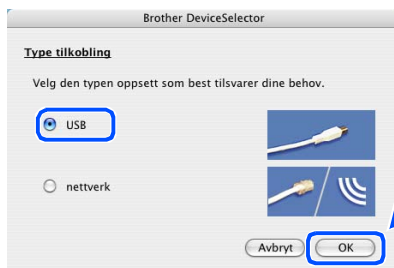 Brother DeviceSelector
Type tilkobling
Velg den typen oppsett som best tilsvarer dine behov.
USB
nettverk
Avbryt OK